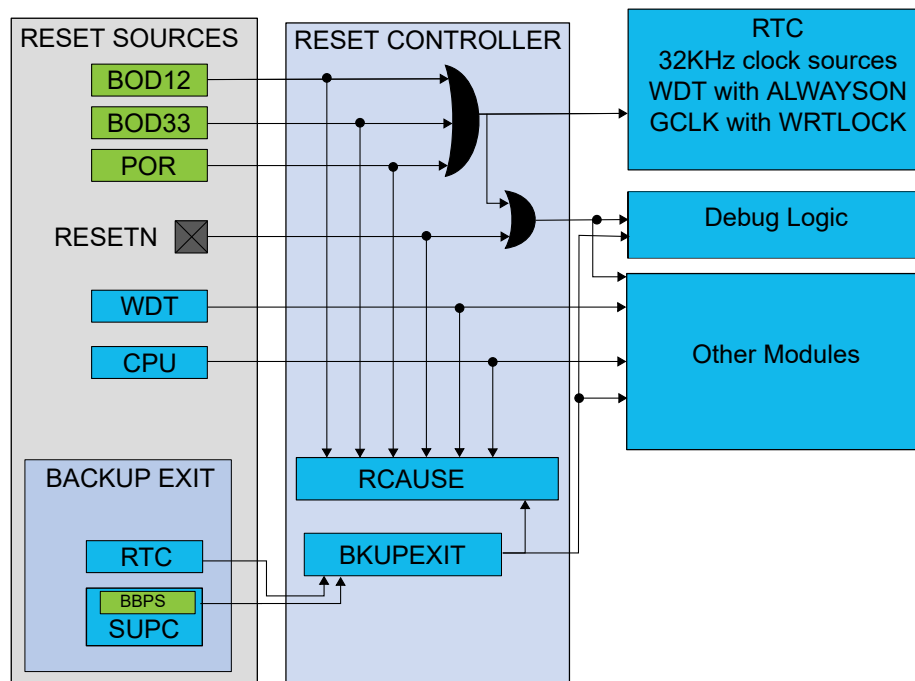 RESET SOURCES
BOD12
BOD33
POR
RESETN
WDT
CPU
BACKUP EXIT
RTC
BBPS
SUPC
RESET CONTROLLER
RCAUSE
BKUPEXIT
RTC
32KHz clock sources
WDT with ALWAYSON
GCLK with WRTLOCK
Debug Logic
Other Modules